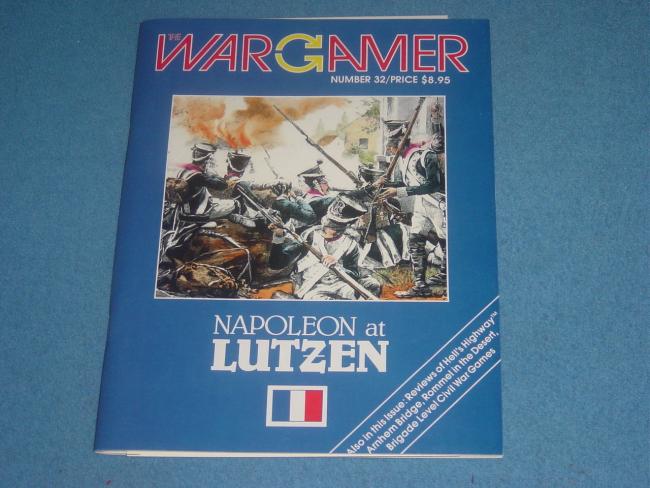 THE
WARGAMER
NUMBER 32/PRICE $8.95
NAPOLEON at
LUTZEN
Also in this Issue: Reviews of Hell's Highway™
Arnhem Bridge, Rommel in the Desert,
Brigade Level Civil War Games